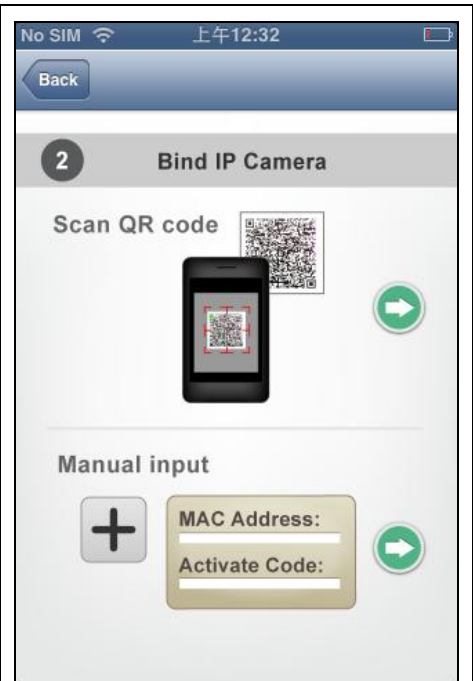 No SIM 上午12:32
Back
2 Bind IP Camera
Scan QR code
Manual input
MAC Address:
Activate Code: